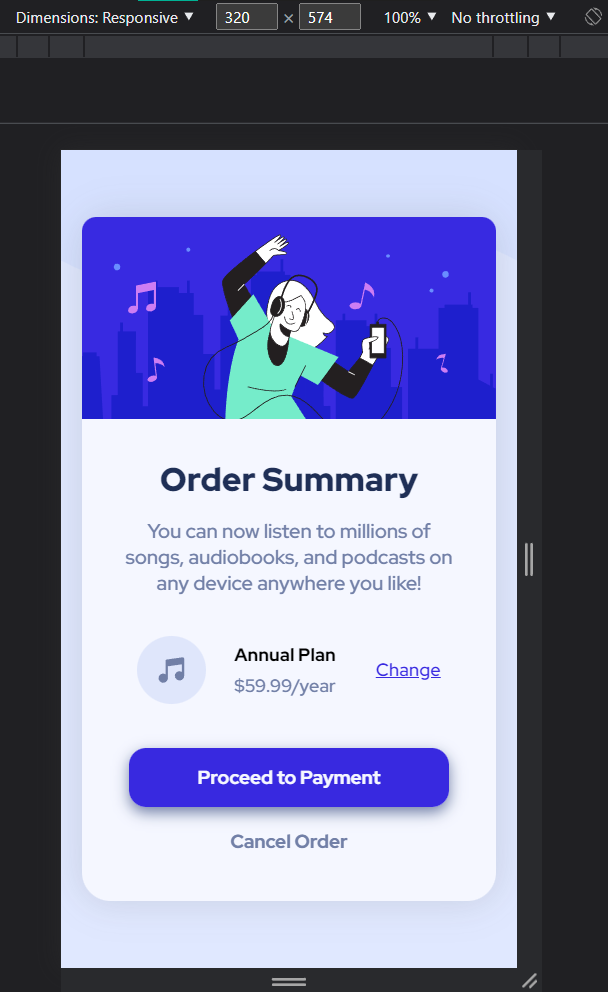 Dimensions: Responsive ▼ 320 × 574 100% ▼ No throttling ▼
Order Summary
You can now listen to millions of
songs, audiobooks, and podcasts on
any device anywhere you like!
Annual Plan
$59.99/year
Change
Proceed to Payment
Cancel Order